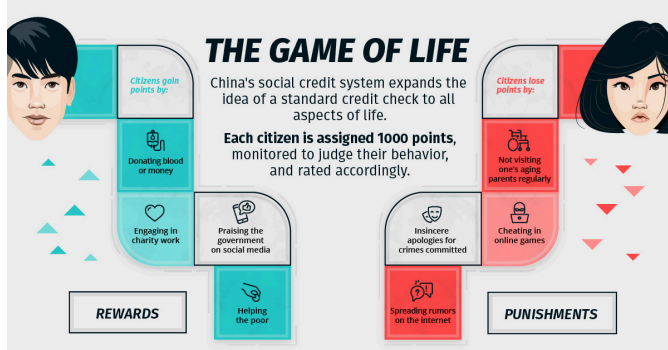 THE GAME OF LIFE
China's social credit system expands the
idea of a standard credit check to all
aspects of life.
Each citizen is assigned 1000 points,
monitored to judge their behavior,
and rated accordingly.
Citizens gain
points by:
Donating blood
or money
Engaging in
charity work
Praising the
government
on social media
Helping
the poor
REWARDS
Citizens lose
points by:
Not visiting
one's aging
parents regularly
Cheating in
online games
Insincere
apologies for
crimes committed
Spreading rumors
on the internet
PUNISHMENTS